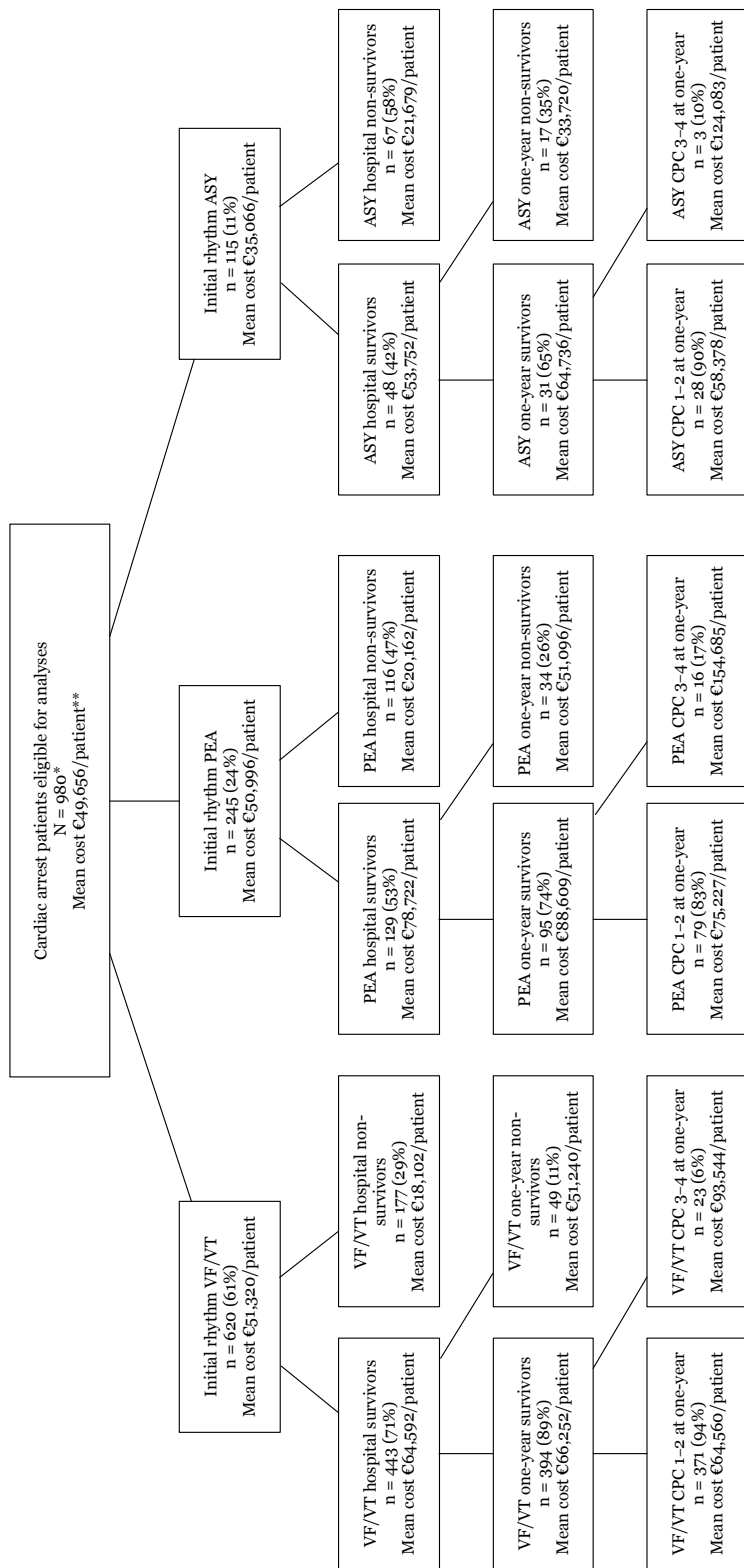 Cardiac arrest patients eligible for analyses
N = 980*
Mean cost €49,656/patient**
Initial rhythm VF/VT
n = 620 (61%)
Mean cost €51,320/patient
Initial rhythm PEA
n = 245 (24%)
Mean cost €50,996/patient
Initial rhythm ASY
n = 115 (11%)
Mean cost €35,066/patient
VF/VT hospital survivors
n = 443 (71%)
Mean cost €64,592/patient
VF/VT hospital non-
survivors
n = 177 (29%)
Mean cost €18,102/patient
PEA hospital survivors
n = 129 (53%)
Mean cost €78,722/patient
PEA hospital non-survivors
n = 116 (47%)
Mean cost €20,162/patient
ASY hospital survivors
n = 48 (42%)
Mean cost €53,752/patient
ASY hospital non-survivors
n = 67 (58%)
Mean cost €21,679/patient
VF/VT one-year survivors
n = 394 (89%)
Mean cost €66,252/patient
VF/VT one-year non-
survivors
n = 49 (11%)
Mean cost €51,240/patient
PEA one-year survivors
n = 95 (74%)
Mean cost €88,609/patient
PEA one-year non-survivors
n = 34 (26%)
Mean cost €51,096/patient
ASY one-year survivors
n = 31 (65%)
Mean cost €64,736/patient
ASY one-year non-survivors
n = 17 (35%)
Mean cost €33,720/patient
VF/VT CPC 1–2 at one-year
n = 371 (94%)
Mean cost €64,560/patient
VF/VT CPC 3–4 at one-year
n = 23 (6%)
Mean cost €93,544/patient
PEA CPC 1–2 at one-year
n = 79 (83%)
Mean cost €75,227/patient
PEA CPC 3–4 at one-year
n = 16 (17%)
Mean cost €154,685/patient
ASY CPC 1–2 at one-year
n = 28 (90%)
Mean cost €58,378/patient
ASY CPC 3–4 at one-year
n = 3 (10%)
Mean cost €124,083/patient